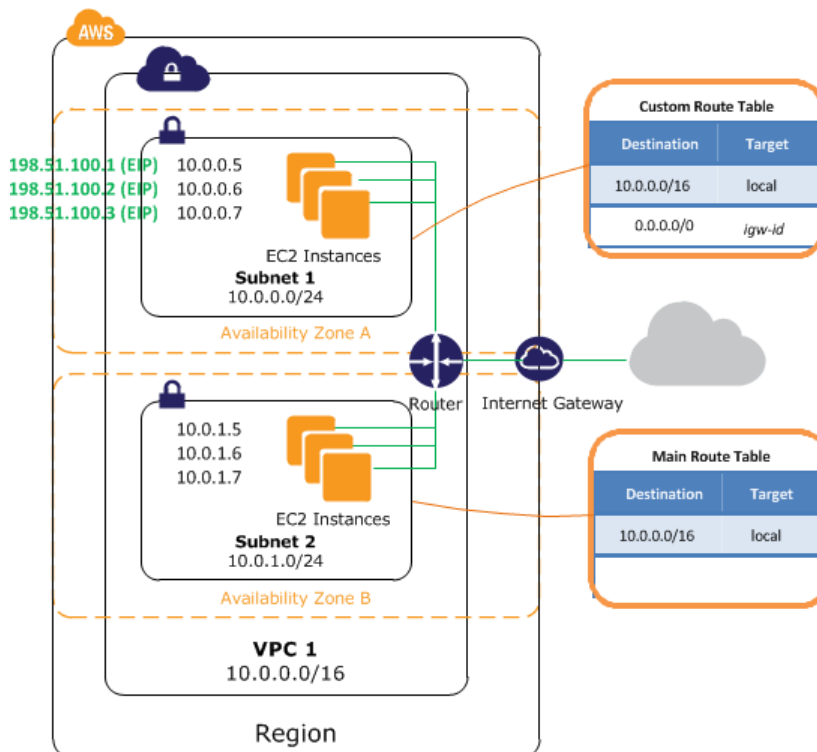 AWS
198.51.100.1 (EIP) 10.0.0.5
198.51.100.2 (EIP) 10.0.0.6
198.51.100.3 (EIP) 10.0.0.7
EC2 Instances
Subnet 1
10.0.0.0/24
Availability Zone A
Custom Route Table
Destination Target
10.0.0.0/16 local
0.0.0.0/0 igw-id
Router
Internet Gateway
10.0.1.5
10.0.1.6
10.0.1.7
EC2 Instances
Subnet 2
10.0.1.0/24
Availability Zone B
Main Route Table
Destination Target
10.0.0.0/16 local
VPC 1
10.0.0.0/16
Region